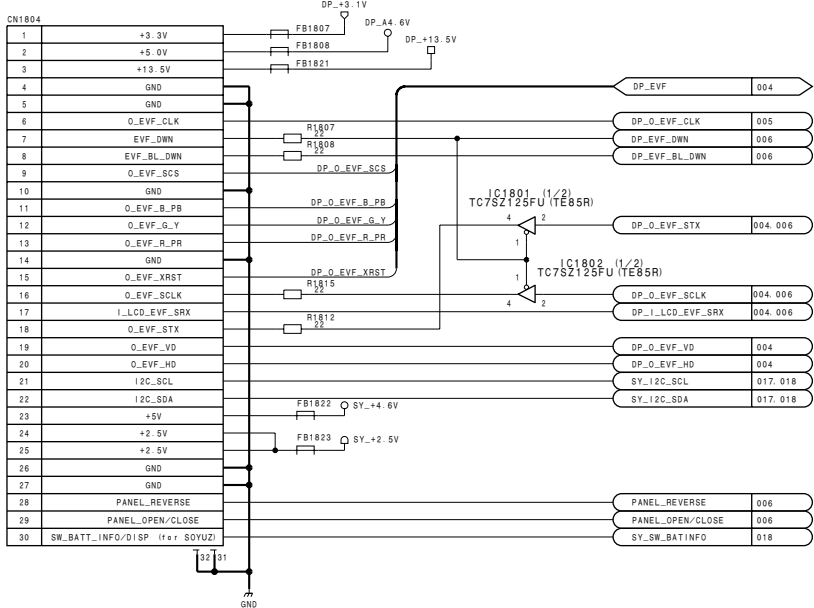 DP_+3.1V
CN1804
DP_A4.6V
DP_+13.5V
1 +3.3V FB1807
2 +5.0V FB1808
3 +13.5V FB1821
4 GND DP_EVF 004
5 GND
6 O_EVF_CLK DP_O_EVF_CLK 005
7 EVF_DWN R1807 22 DP_EVF_DWN 006
8 EVF_BL_DWN R1808 22 DP_EVF_BL_DWN 006
9 O_EVF_SCS DP_O_EVF_SCS
10 GND
IC1801 (1/2)
TC7SZ125FU(TE85R)
11 O_EVF_B_PB DP_O_EVF_B_PB
12 O_EVF_G_Y DP_O_EVF_G_Y 4 2 DP_O_EVF_STX 004.006
13 O_EVF_R_PR DP_O_EVF_R_PR 1
14 GND
IC1802 (1/2)
TC7SZ125FU(TE85R)
15 O_EVF_XRST DP_O_EVF_XRST 1
16 O_EVF_SCLK R1815 22 4 2 DP_O_EVF_SCLK 004.006
17 I_LCD_EVF_SRX DP_I_LCD_EVF_SRX 004.006
18 O_EVF_STX R1812 22
19 O_EVF_VD DP_O_EVF_VD 004
20 O_EVF_HD DP_O_EVF_HD 004
21 I2C_SCL SY_I2C_SCL 017.018
22 I2C_SDA SY_I2C_SDA 017.018
23 +5V FB1822 SY_+4.6V
24 +2.5V
25 +2.5V FB1823 SY_+2.5V
26 GND
27 GND
28 PANEL_REVERSE PANEL_REVERSE 006
29 PANEL_OPEN/CLOSE PANEL_OPEN/CLOSE 006
30 SW_BATT_INFO/DISP (for SOYUZ) SY_SW_BATINFO 018
32 31
GND